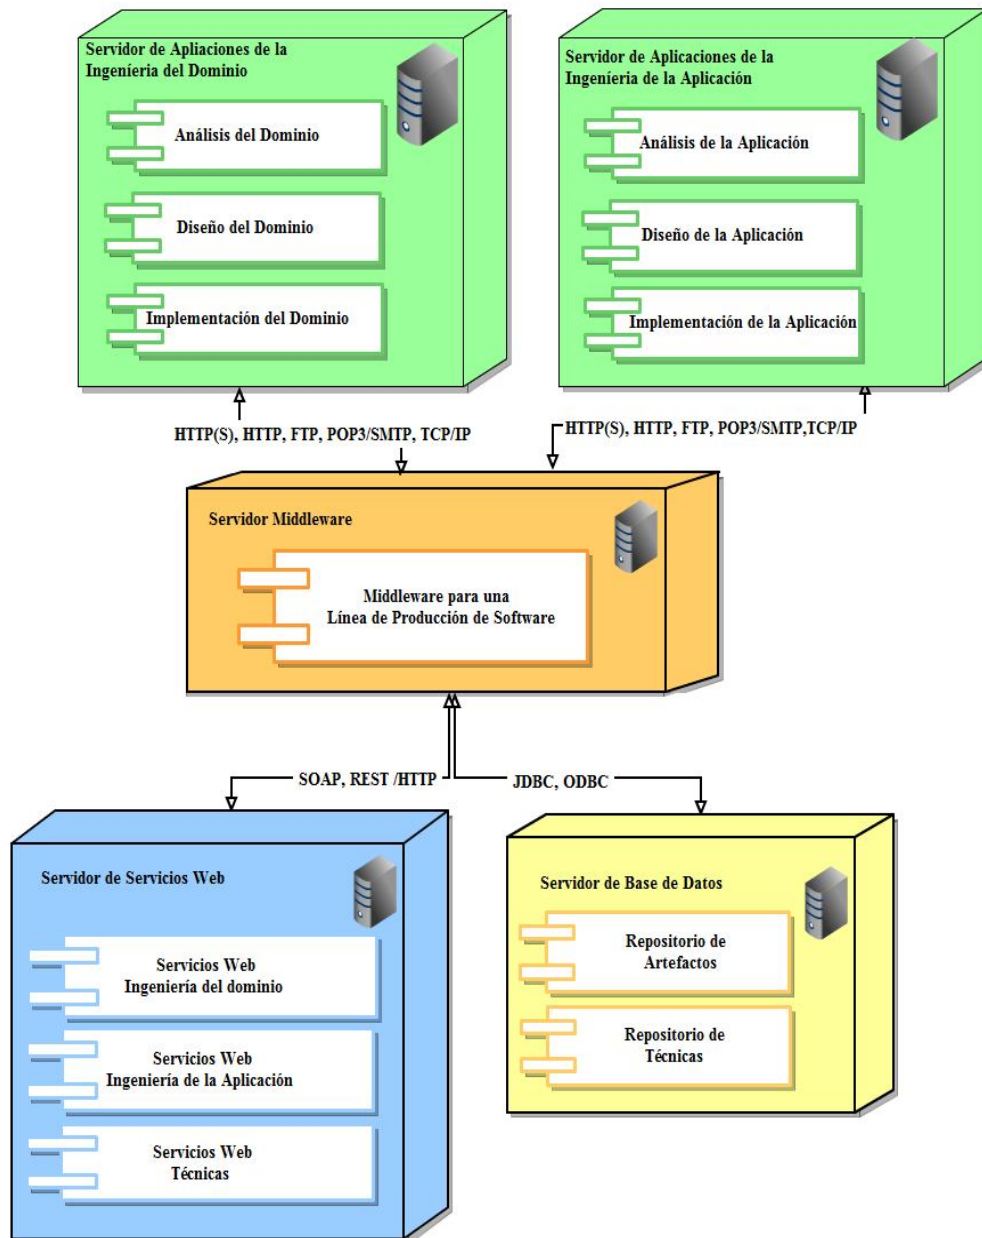 Servidor de Apliaciones de la
Ingeníeria del Dominio
Análisis del Dominio
Diseño del Dominio
Implementación del Dominio
Servidor de Aplicaciones de la
Ingeníeria de la Aplicación
Análisis de la Aplicación
Diseño de la Aplicación
Implementación de la Aplicación
HTTP(S), HTTP, FTP, POP3/SMTP, TCP/IP
HTTP(S), HTTP, FTP, POP3/SMTP,TCP/IP
Servidor Middleware
Middleware para una
Línea de Producción de Software
SOAP, REST /HTTP
JDBC, ODBC
Servidor de Servicios Web
Servicios Web
Ingeniería del dominio
Servicios Web
Ingeniería de la Aplicación
Servicios Web
Técnicas
Servidor de Base de Datos
Repositorio de
Artefactos
Repositorio de
Técnicas